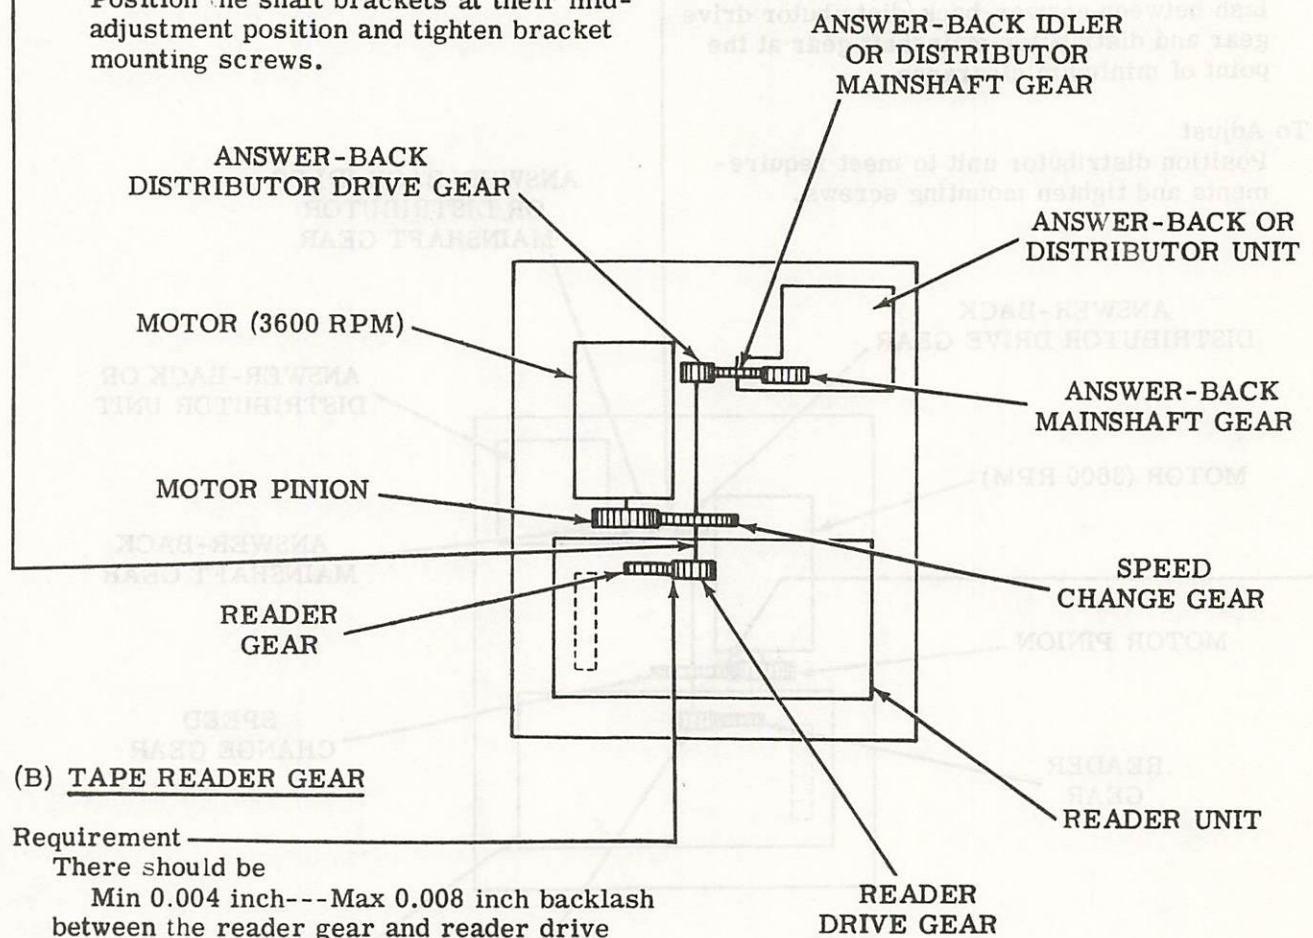 Position the shaft brackets at their mid-
adjustment position and tighten bracket
mounting screws.
ANSWER-BACK IDLER
OR DISTRIBUTOR
MAINSHAFT GEAR
ANSWER-BACK
DISTRIBUTOR DRIVE GEAR
ANSWER-BACK OR
DISTRIBUTOR UNIT
MOTOR (3600 RPM)
ANSWER-BACK
MAINSHAFT GEAR
MOTOR PINION
SPEED
CHANGE GEAR
READER
GEAR
(B) TAPE READER GEAR
READER UNIT
Requirement
There should be
Min 0.004 inch---Max 0.008 inch backlash
between the reader gear and reader drive
READER
DRIVE GEAR